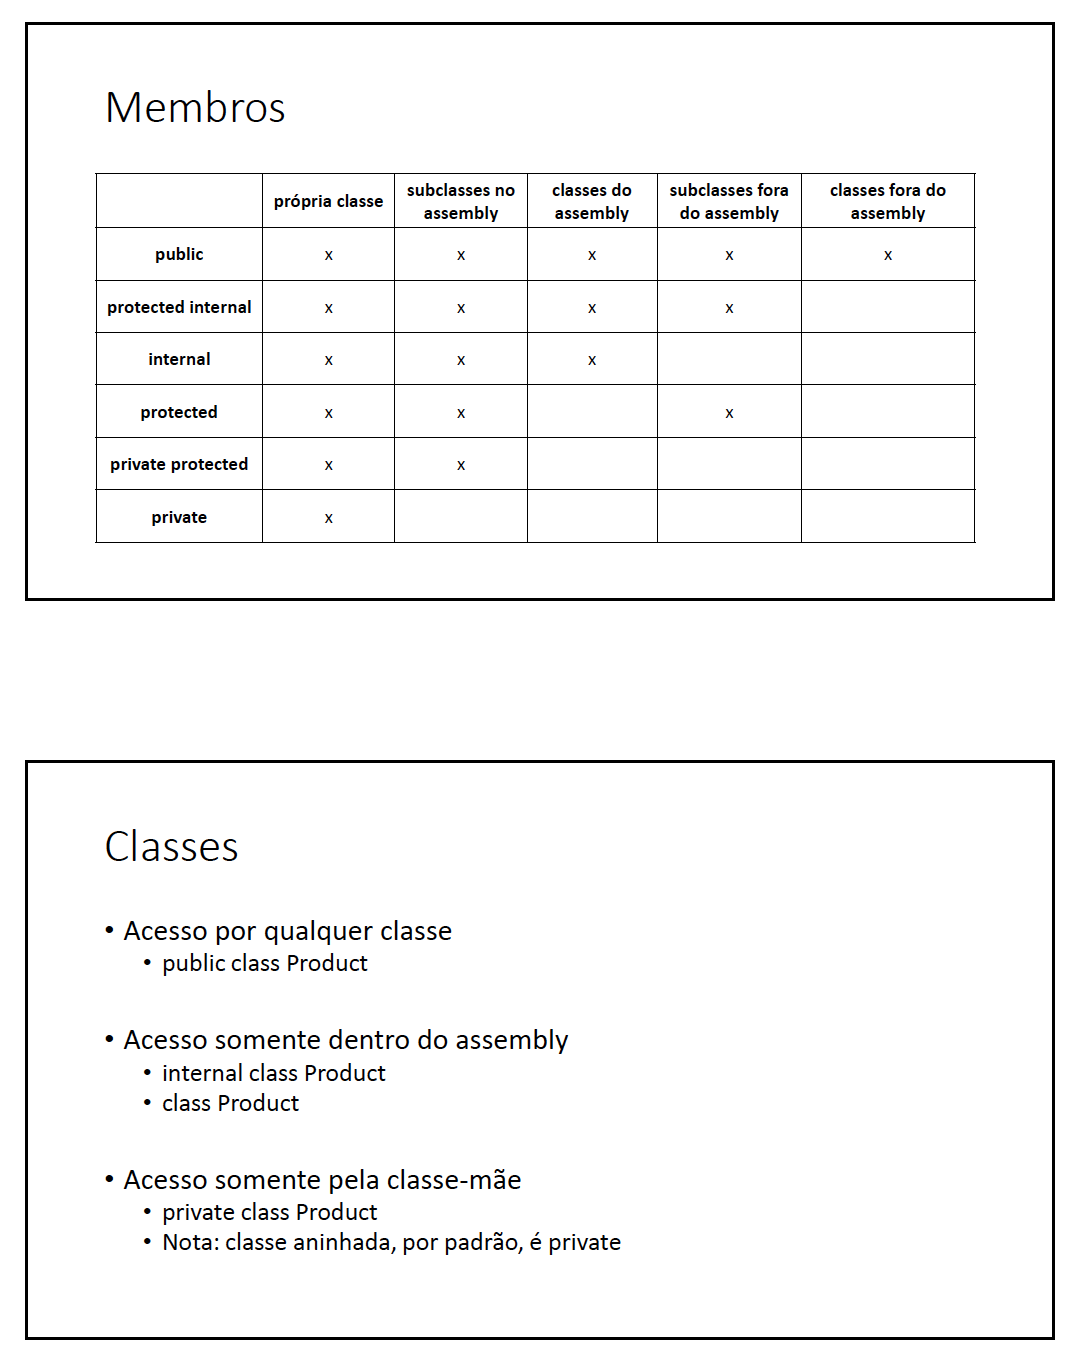 Membros
própria classe
subclasses no
assembly
classes do
assembly
subclasses fora
do assembly
classes fora do
assembly
public x x x x x
protected internal x x x x
internal x x x
protected x x x
private protected x x
private x
Classes
• Acesso por qualquer classe
• public class Product
• Acesso somente dentro do assembly
• internal class Product
• class Product
• Acesso somente pela classe-mãe
• private class Product
• Nota: classe aninhada, por padrão, é private